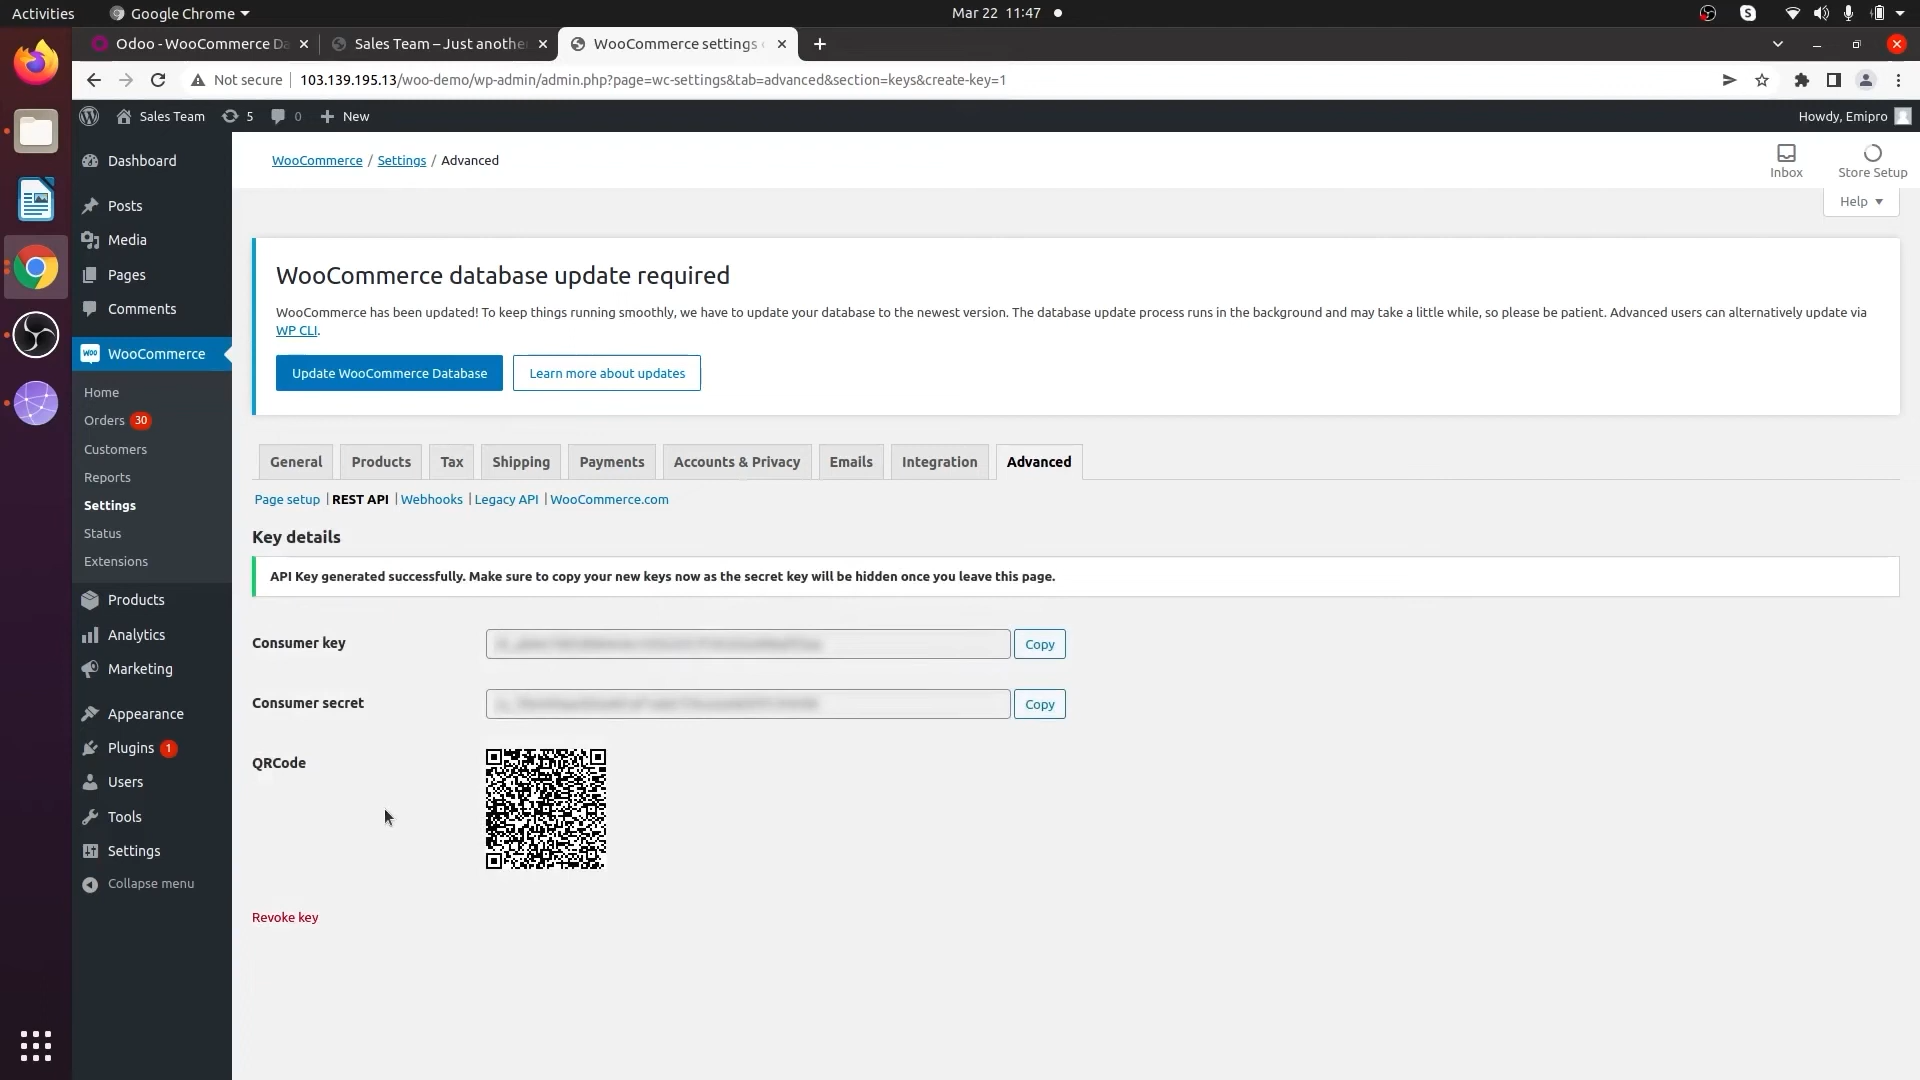 Activities
Google Chrome
Mar 22 11:47
Odoo - WooCommerce Da
Sales Team – Just anothe
WooCommerce settings
Not secure
103.139.195.13/woo-demo/wp-admin/admin.php?page=wc-settings&tab=advanced&section=keys&create-key=1
Sales Team
5
0
New
Howdy, Emipro
WooCommerce / Settings / Advanced
Inbox
Store Setup
Help
Dashboard
Posts
Media
Pages
Comments
WooCommerce
Home
Orders 30
Customers
Reports
Settings
Status
Extensions
Products
Analytics
Marketing
Appearance
Plugins 1
Users
Tools
Settings
Collapse menu
WooCommerce database update required
WooCommerce has been updated! To keep things running smoothly, we have to update your database to the newest version. The database update process runs in the background and may take a little while, so please be patient. Advanced users can alternatively update via
WP CLI.
Update WooCommerce Database
Learn more about updates
General
Products
Tax
Shipping
Payments
Accounts & Privacy
Emails
Integration
Advanced
Page setup | REST API | Webhooks | Legacy API | WooCommerce.com
Key details
API Key generated successfully. Make sure to copy your new keys now as the secret key will be hidden once you leave this page.
Consumer key
Copy
Consumer secret
Copy
QRCode
Revoke key